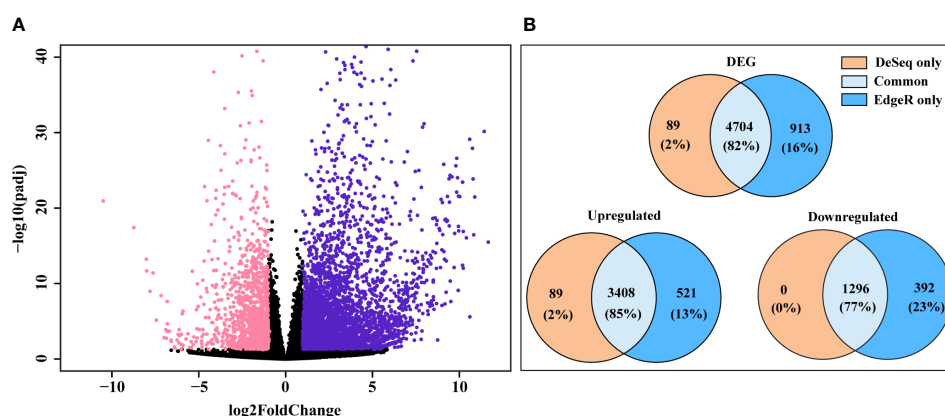 A
−log10(padj)
40
30
20
10
0
−10
−5
0
5
10
log2FoldChange
B
DEG
DeSeq only
Common
EdgeR only
89
(2%)
4704
(82%)
913
(16%)
Upregulated
89
(2%)
3408
(85%)
521
(13%)
Downregulated
0
(0%)
1296
(77%)
392
(23%)